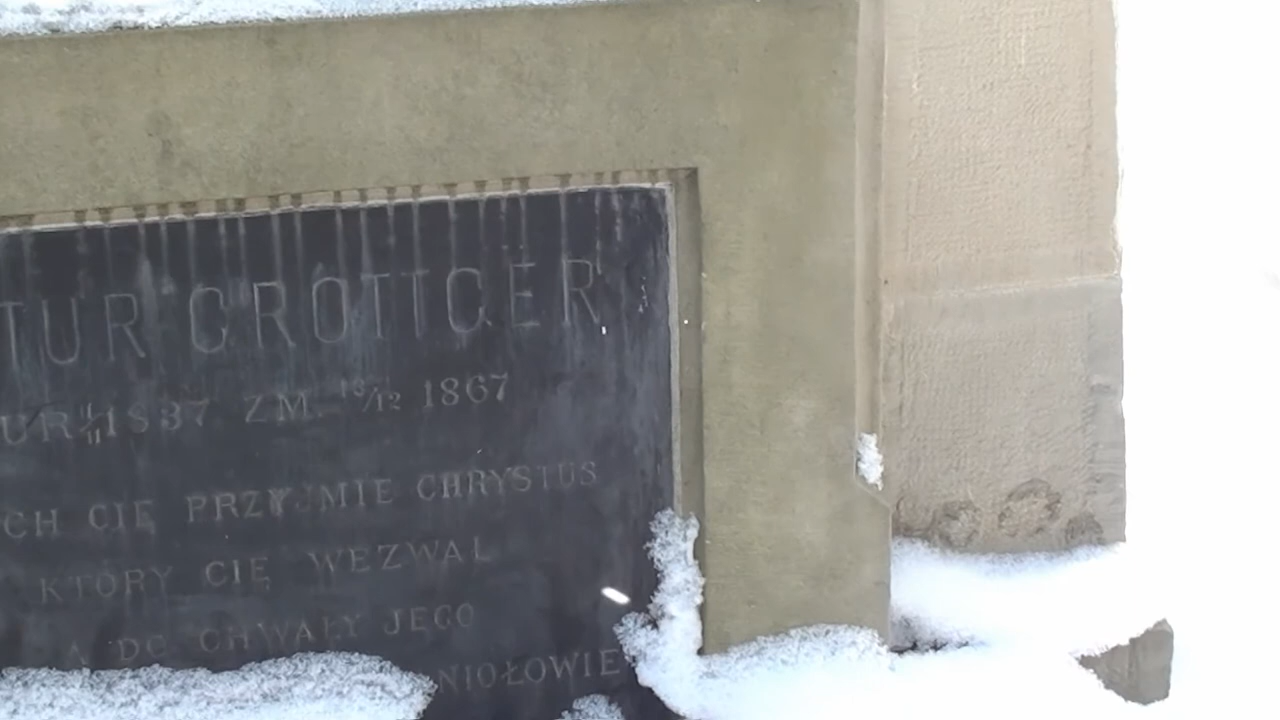 TUR GROTTGER
UR 11/11 1837 ZM. 13/12 1867
CH CIĘ PRZYJMIE CHRYSTUS
KTÓRY CIĘ WEZWAŁ
A DO CHWAŁY JEGO
NIOŁOWIE